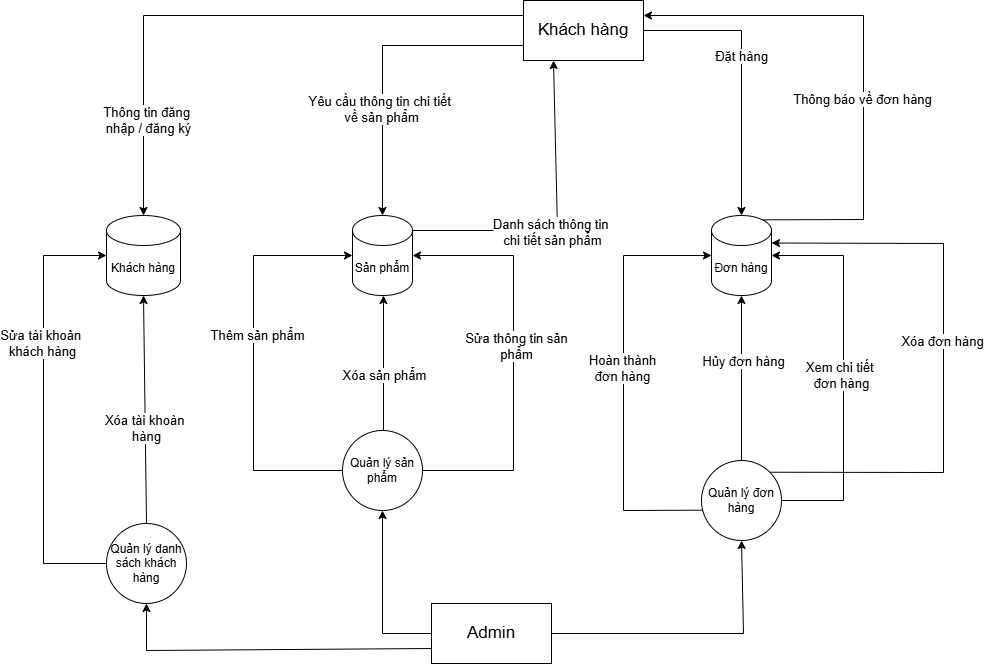 Khách hàng
Đặt hàng
Yêu cầu thông tin chi tiết
về sản phẩm
Thông báo về đơn hàng
Thông tin đăng
nhập / đăng ký
Danh sách thông tin
chi tiết sản phẩm
Khách hàng
Sản phẩm
Đơn hàng
Sửa tài khoản
khách hàng
Thêm sản phẩm
Sửa thông tin sản
phẩm
Xóa đơn hàng
Hoàn thành
đơn hàng
Hủy đơn hàng
Xem chi tiết
đơn hàng
Xóa sản phẩm
Xóa tài khoản
hàng
Quản lý sản
phẩm
Quản lý đơn
hàng
Quản lý danh
sách khách
hàng
Admin